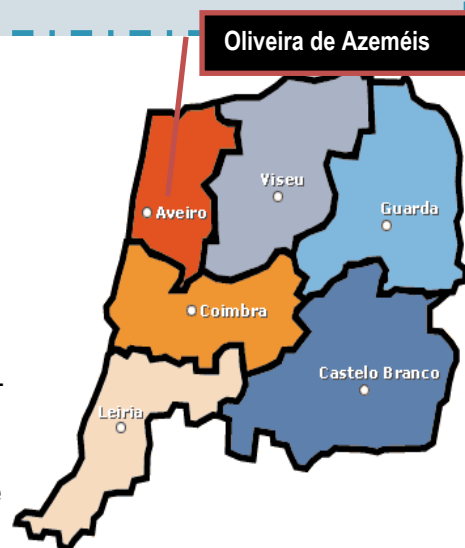 Oliveira de Azeméis
Viseu
Aveiro
Guarda
Coimbra
Castelo Branco
Leiria